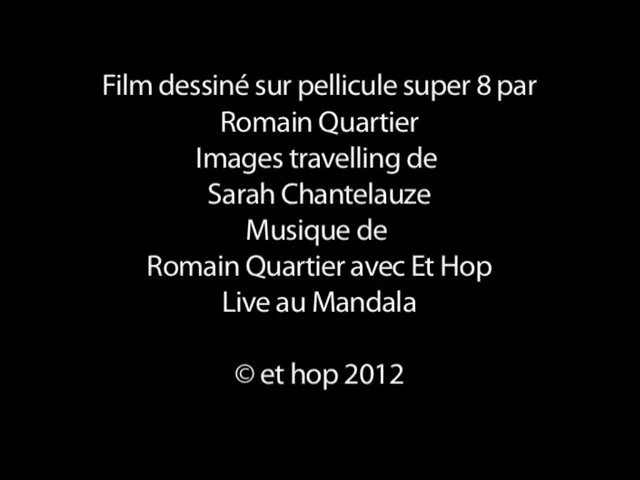 Film dessiné sur pellicule super 8 par
Romain Quartier
Images travelling de
Sarah Chantelauze
Musique de
Romain Quartier avec Et Hop
Live au Mandala
© et hop 2012